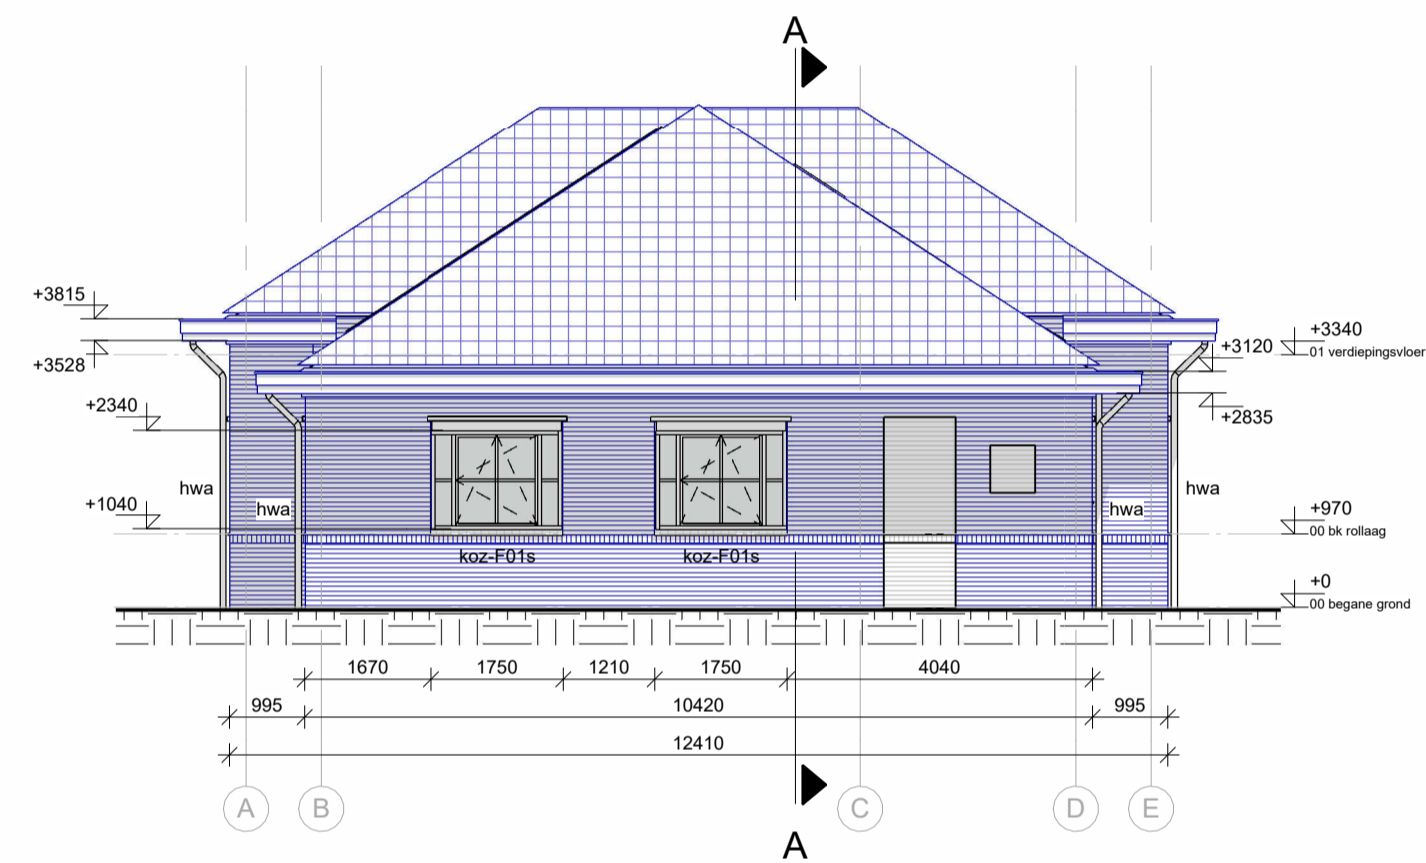 A
+3815
+3528
+2340
+1040
+3340
01 verdiepingsvloer
+3120
+2835
hwa
hwa
hwa
hwa
+970
00 bk rollaag
koz-F01s
koz-F01s
+0
00 begane grond
1670 1750 1210 1750 4040
995 10420 995
12410
A B C D E
A